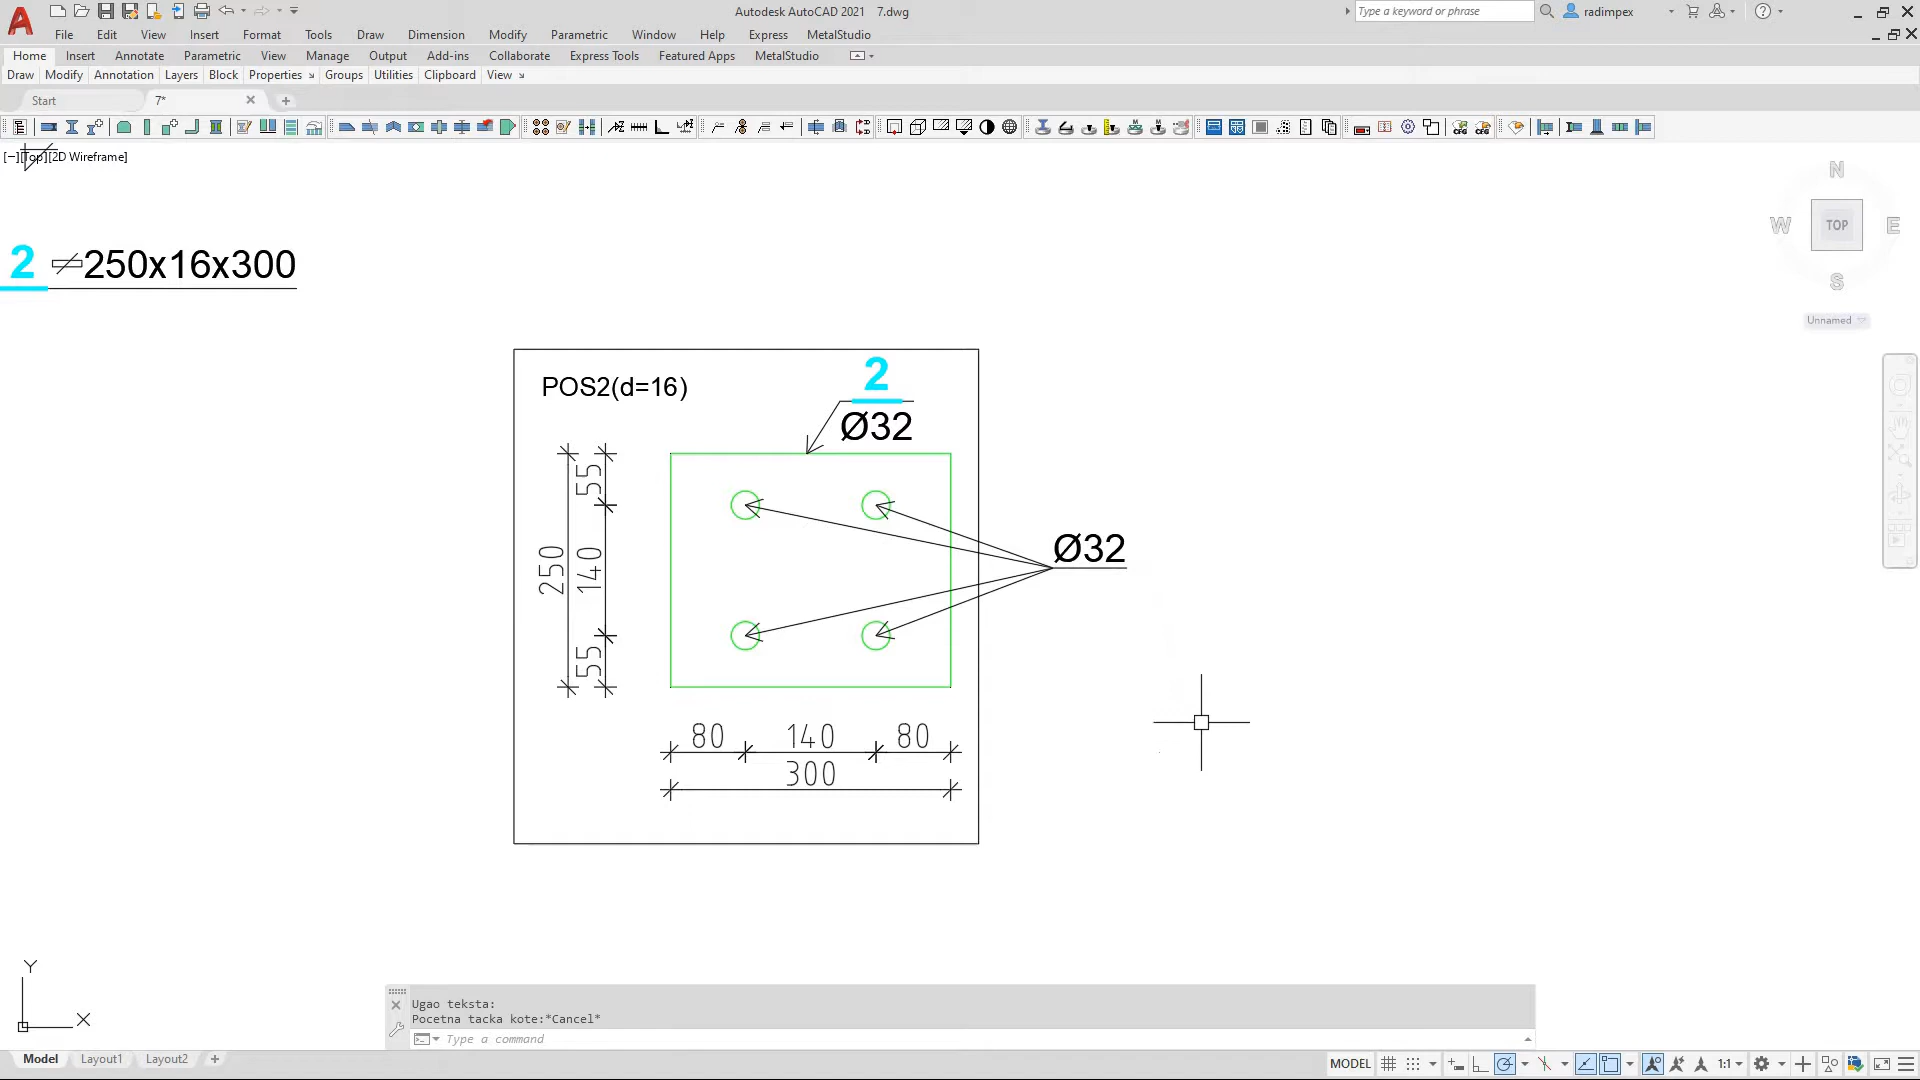 Autodesk AutoCAD 2021 7.dwg
Type a keyword or phrase
radimpex
File Edit View Insert Format Tools Draw Dimension Modify Parametric Window Help Express MetalStudio
Home Insert Annotate Parametric View Manage Output Add-ins Collaborate Express Tools Featured Apps MetalStudio
Draw Modify Annotation Layers Block Properties Groups Utilities Clipboard View
Start 7*
[−][Top][2D Wireframe]
N
W TOP E
S
Unnamed
2 250x16x300
2
POS2(d=16)
Ø32
55
250 140
55
Ø32
80 140 80
300
Y
X
Ugao teksta:
Pocetna tacka kote:*Cancel*
Type a command
Model Layout1 Layout2
MODEL 1:1